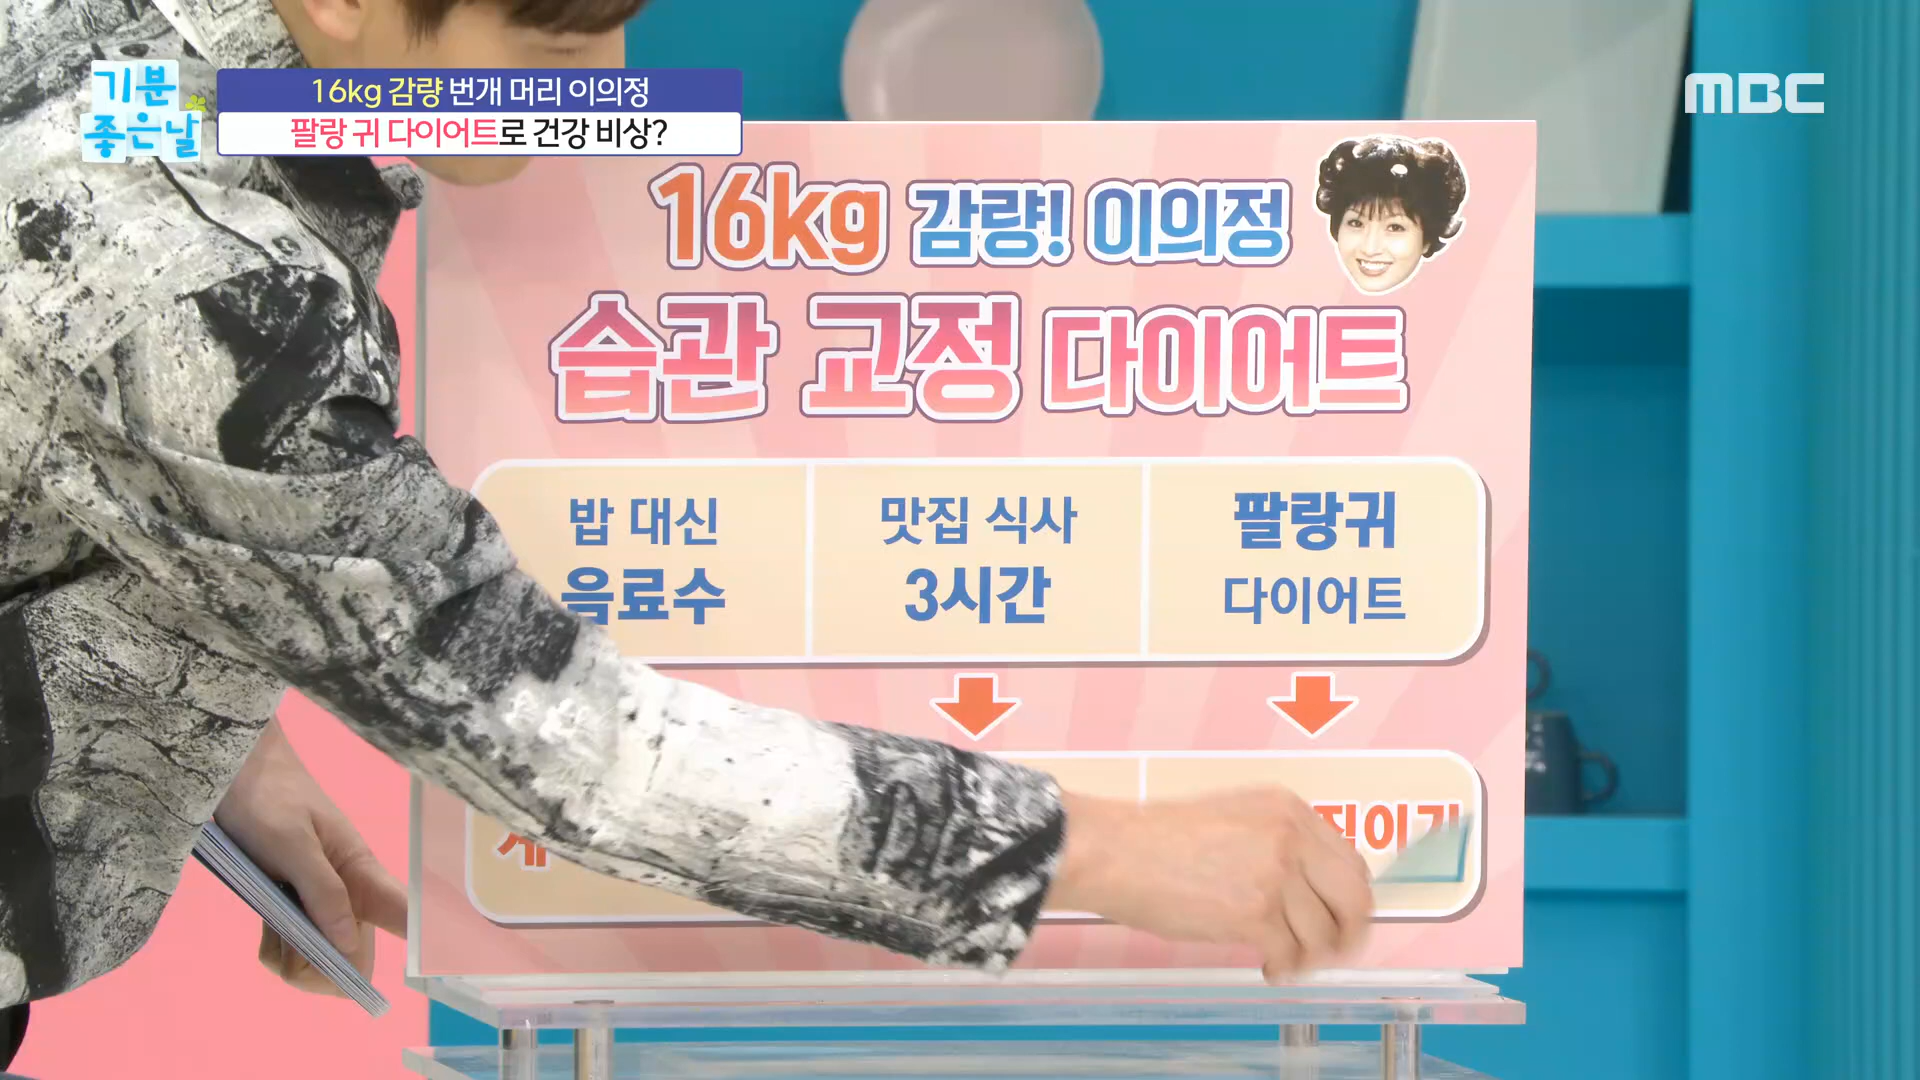 기분
좋은날
16kg 감량 번개 머리 이의정
팔랑 귀 다이어트로 건강 비상?
MBC
16kg 감량! 이의정
습관 교정 다이어트
밥 대신
음료수
맛집 식사
3시간
팔랑귀
다이어트